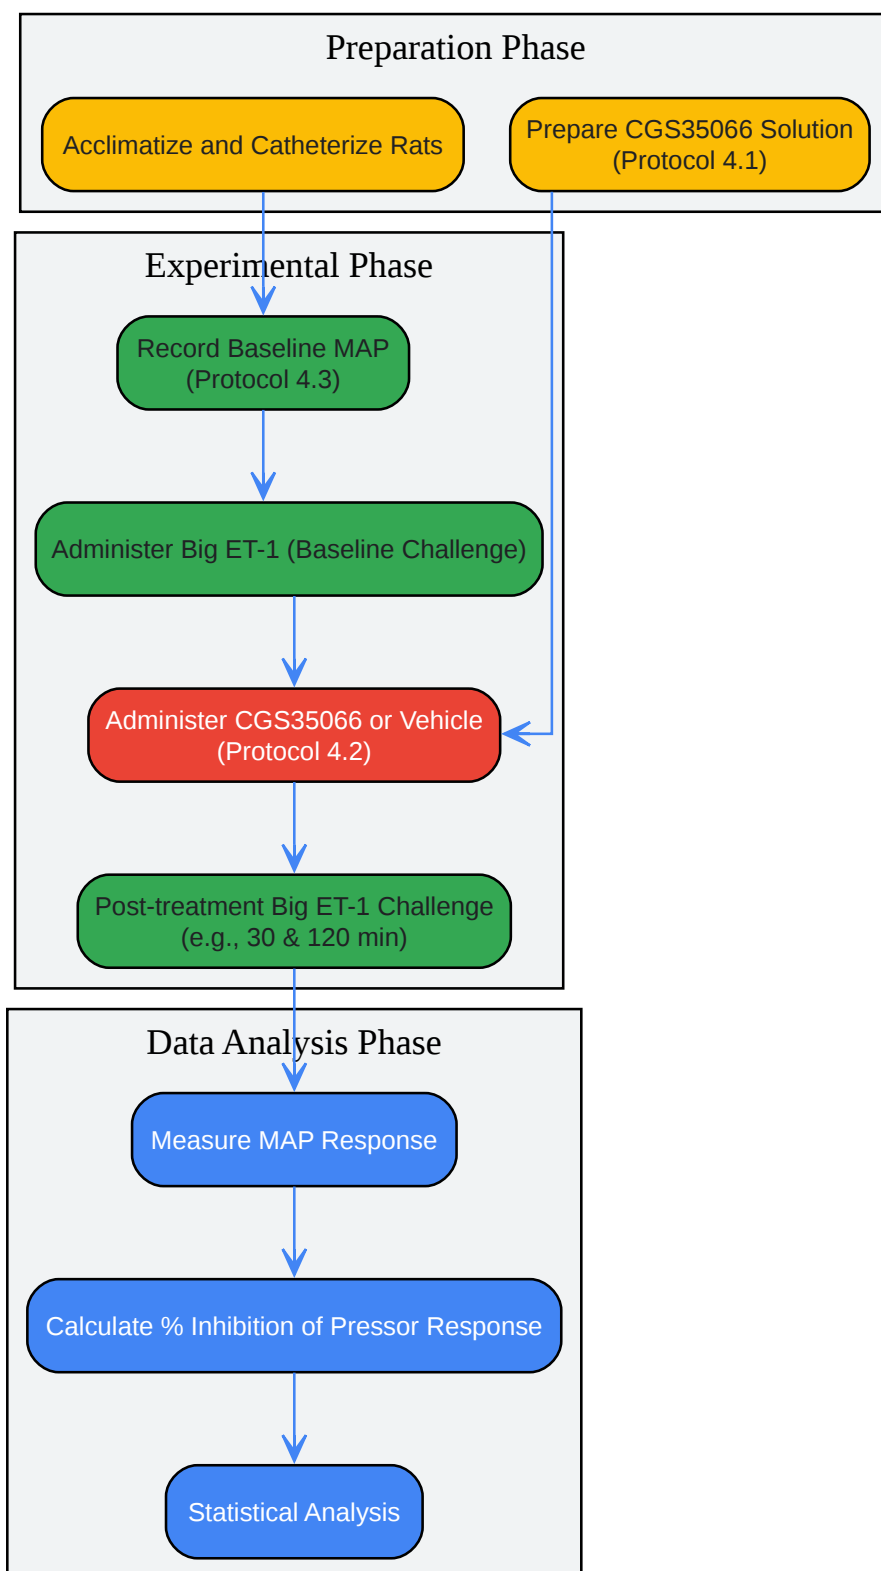 Preparation Phase
Acclimatize and Catheterize Rats
Prepare CGS35066 Solution
(Protocol 4.1)
Experimental Phase
Record Baseline MAP
(Protocol 4.3)
Administer Big ET-1 (Baseline Challenge)
Administer CGS35066 or Vehicle
(Protocol 4.2)
Post-treatment Big ET-1 Challenge
(e.g., 30 & 120 min)
Data Analysis Phase
Measure MAP Response
Calculate % Inhibition of Pressor Response
Statistical Analysis